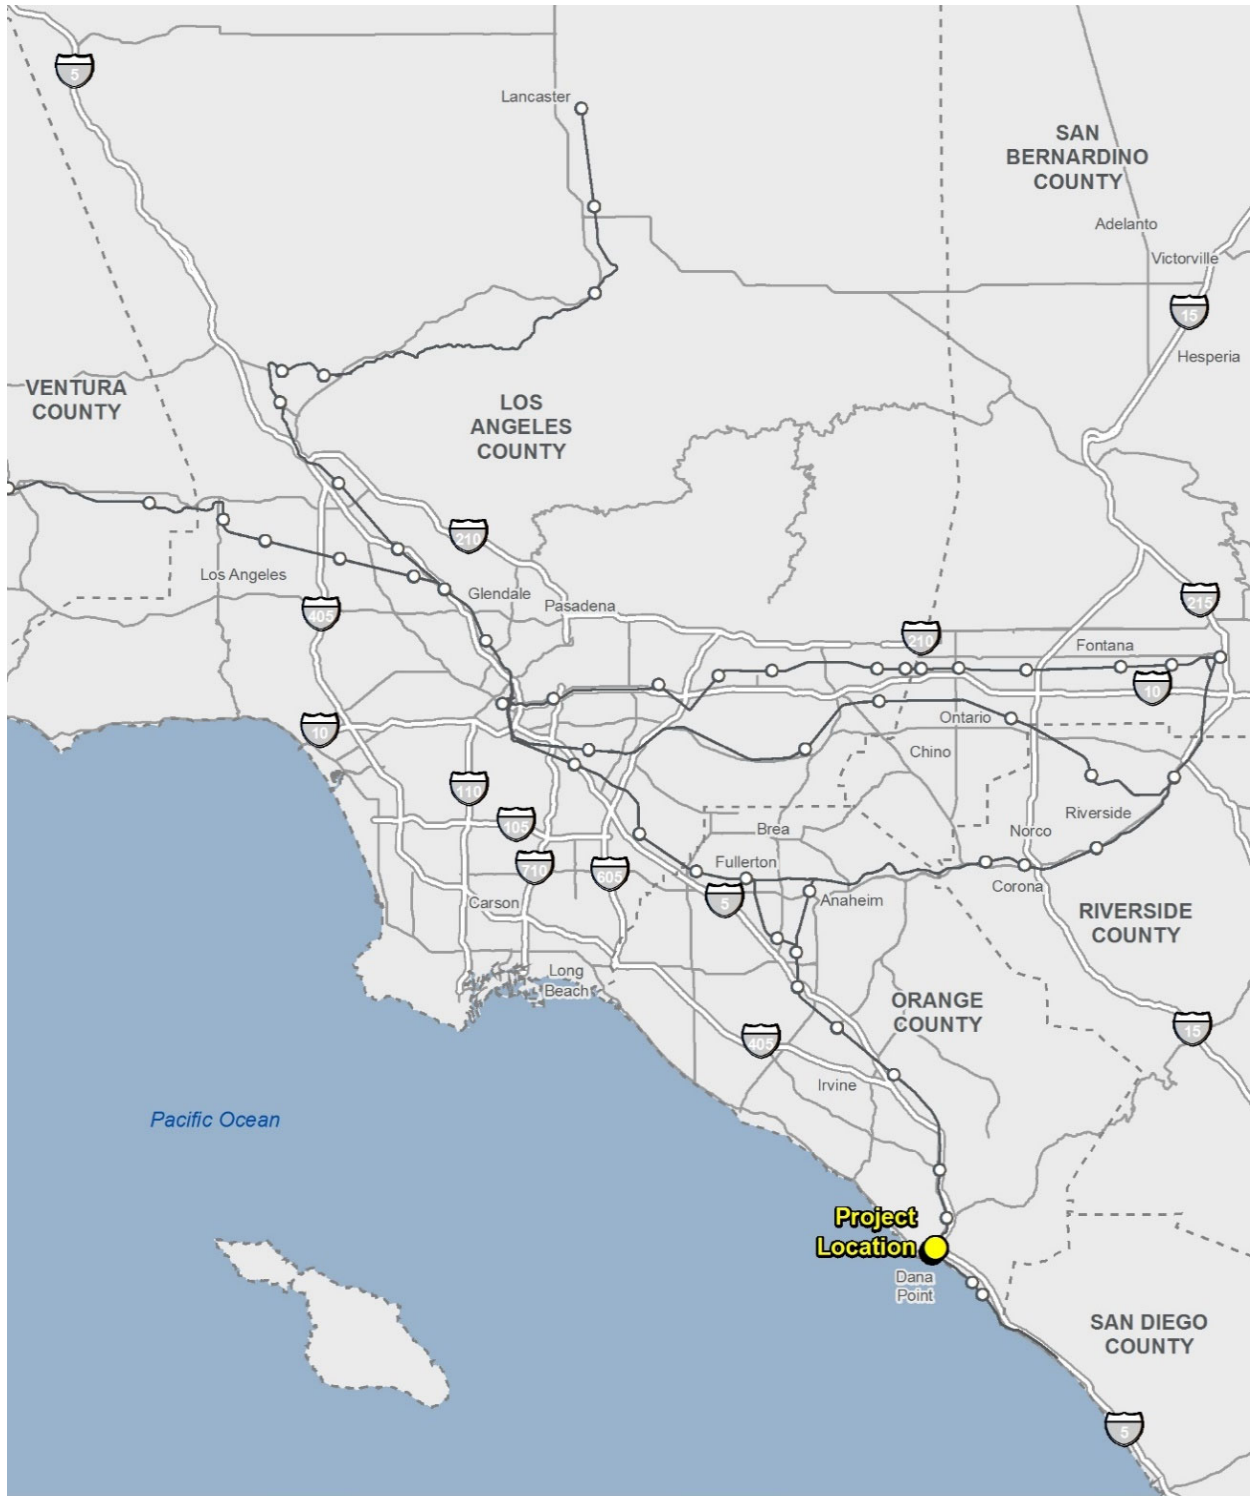 5
Lancaster
SAN
BERNARDINO
COUNTY
Adelanto
Victorville
15
Hesperia
VENTURA
COUNTY
LOS
ANGELES
COUNTY
210
Los Angeles
Glendale
Pasadena
405
215
210
Fontana
10
10
Ontario
Chino
110
105
Riverside
Brea
Norco
710
605
Fullerton
5
Anaheim
Corona
Carson
RIVERSIDE
COUNTY
Long
Beach
ORANGE
COUNTY
15
405
Irvine
Pacific Ocean
Project
Location
Dana
Point
SAN DIEGO
COUNTY
5